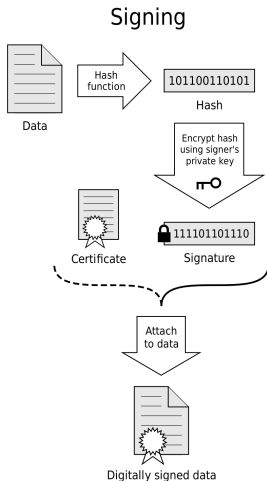 Signing
Hash
function
101100110101
Hash
Data
Encrypt hash
using signer's
private key
111101101110
Certificate
Signature
Attach
to data
Digitally signed data